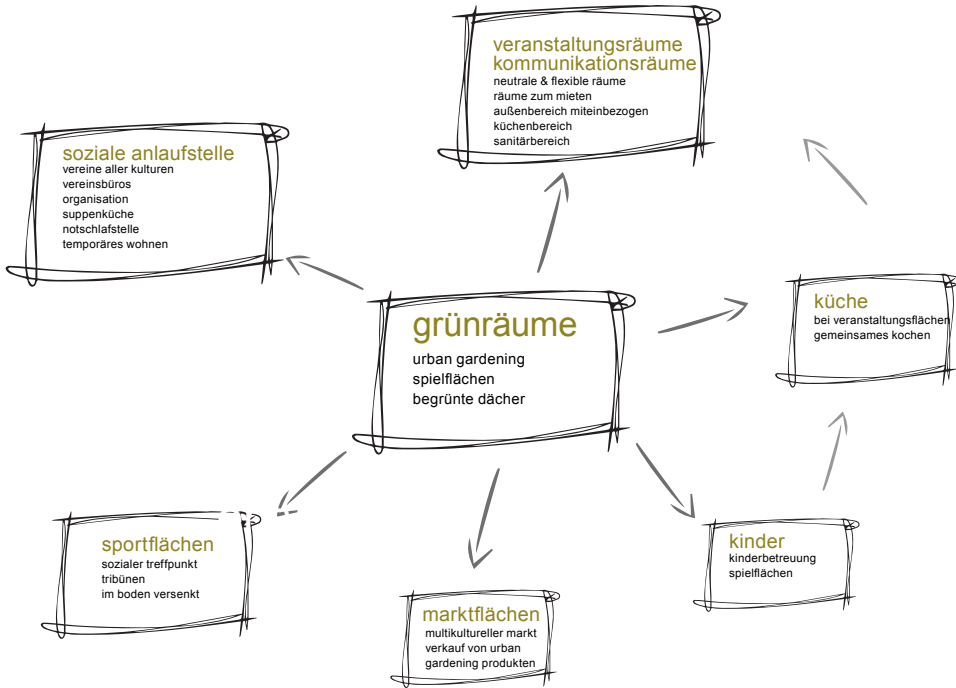 veranstaltungsräume
kommunikationsräume
neutrale & flexible räume
räume zum mieten
außenbereich miteinbezogen
küchenbereich
sanitärbereich
soziale anlaufstelle
vereine aller kulturen
vereinsbüros
organisation
suppenküche
notschlafstelle
temporäres wohnen
grünräume
urban gardening
spielflächen
begrünte dächer
küche
bei veranstaltungsflächen
gemeinsames kochen
sportflächen
sozialer treffpunkt
tribünen
im boden versenkt
marktflächen
multikultureller markt
verkauf von urban
gardening produkten
kinder
kinderbetreuung
spielflächen